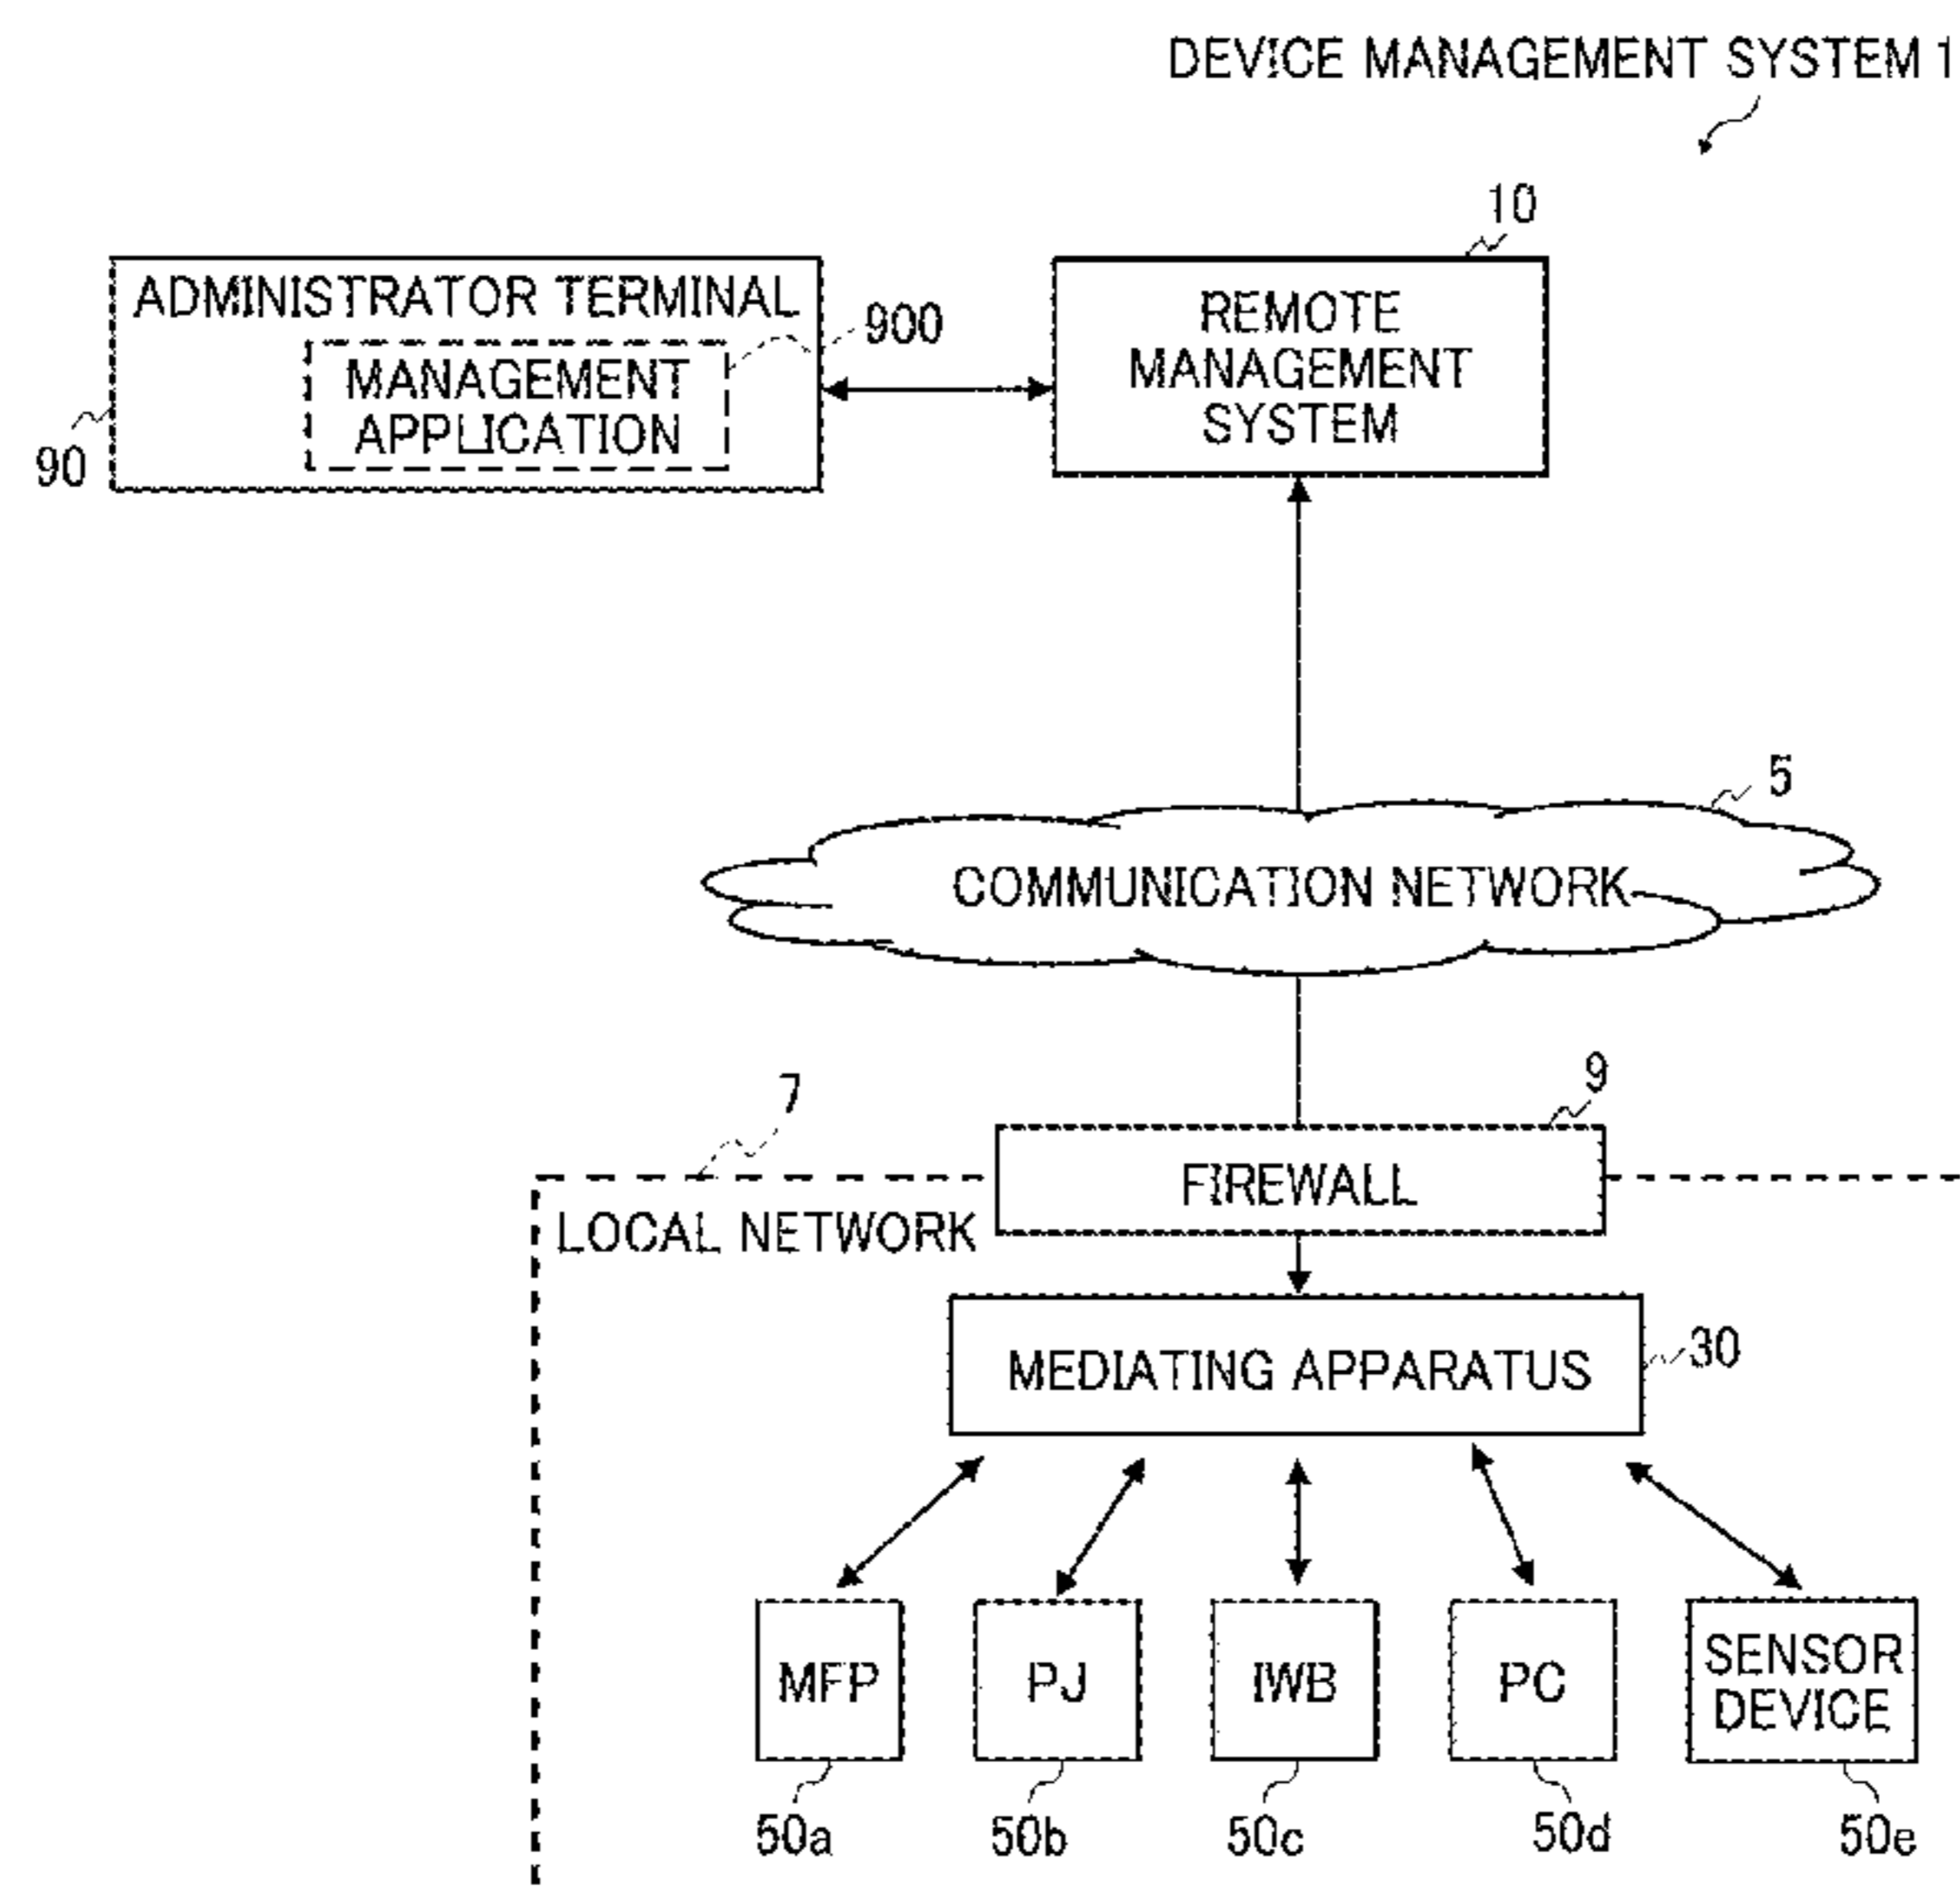 DEVICE MANAGEMENT SYSTEM 1
10
ADMINISTRATOR TERMINAL
900
MANAGEMENT
APPLICATION
90
REMOTE
MANAGEMENT
SYSTEM
5
COMMUNICATION NETWORK
7
9
FIREWALL
LOCAL NETWORK
MEDIATING APPARATUS
30
MFP
PJ
IWB
PC
SENSOR
DEVICE
50a
50b
50c
50d
50e